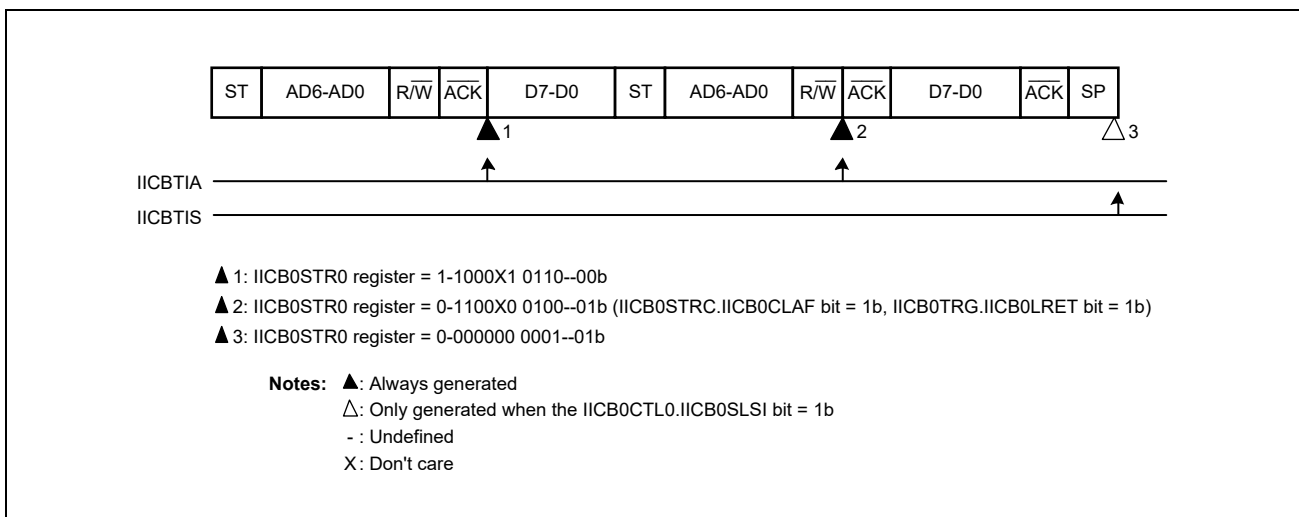 ST AD6-AD0 R/W̅ A̅C̅K̅ D7-D0 ST AD6-AD0 R/W̅ A̅C̅K̅ D7-D0 A̅C̅K̅ SP
▲1 ▲2 △3
IICBTIA
IICBTIS
▲1: IICB0STR0 register = 1-1000X1 0110--00b
▲2: IICB0STR0 register = 0-1100X0 0100--01b (IICB0STRC.IICB0CLAF bit = 1b, IICB0TRG.IICB0LRET bit = 1b)
▲3: IICB0STR0 register = 0-000000 0001--01b
Notes: ▲: Always generated
△: Only generated when the IICB0CTL0.IICB0SLSI bit = 1b
- : Undefined
X: Don't care